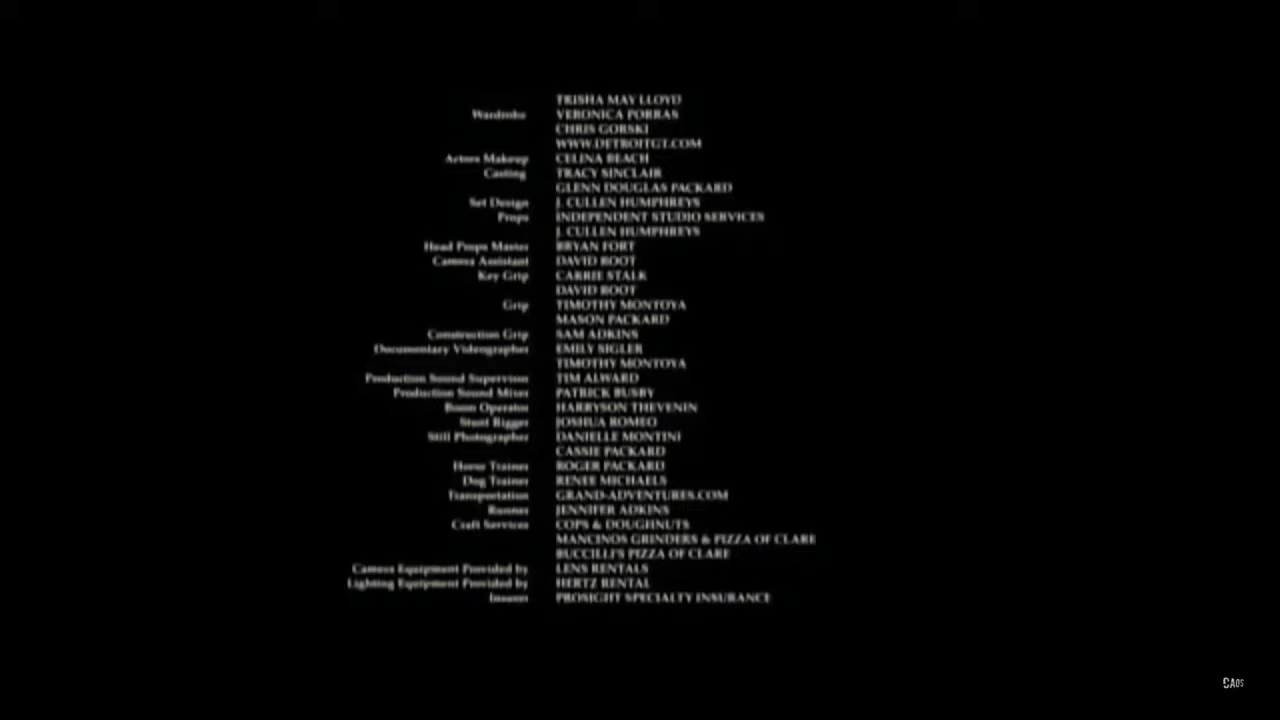 TRISHA MAY LLOYD
Wardrobe VERONICA PORRAS
CHRIS GORSKI
WWW.DETROITGT.COM
Actors Makeup CELINA BEACH
Casting TRACY SINCLAIR
GLENN DOUGLAS PACKARD
Set Design J. CULLEN HUMPHREYS
Props INDEPENDENT STUDIO SERVICES
J. CULLEN HUMPHREYS
Head Props Master BRYAN FORT
Camera Assistant DAVID ROOT
Key Grip CARRIE STALK
DAVID ROOT
Grip TIMOTHY MONTOYA
MASON PACKARD
Construction Grip SAM ADKINS
Documentary Videographer EMILY SIGLER
TIMOTHY MONTOYA
Production Sound Supervisor TIM ALWARD
Production Sound Mixer PATRICK BUSBY
Boom Operator HARRYSON THEVENIN
Stunt Rigger JOSHUA ROMEO
Still Photographer DANIELLE MONTINI
CASSIE PACKARD
Horse Trainer ROGER PACKARD
Dog Trainer RENEE MICHAELS
Transportation GRAND-ADVENTURES.COM
Runner JENNIFER ADKINS
Craft Services COPS & DOUGHNUTS
MANCINOS GRINDERS & PIZZA OF CLARE
BUCCILLI'S PIZZA OF CLARE
Camera Equipment Provided by LENS RENTALS
Lighting Equipment Provided by HERTZ RENTAL
Insurer PROSIGHT SPECIALTY INSURANCE
CAOS